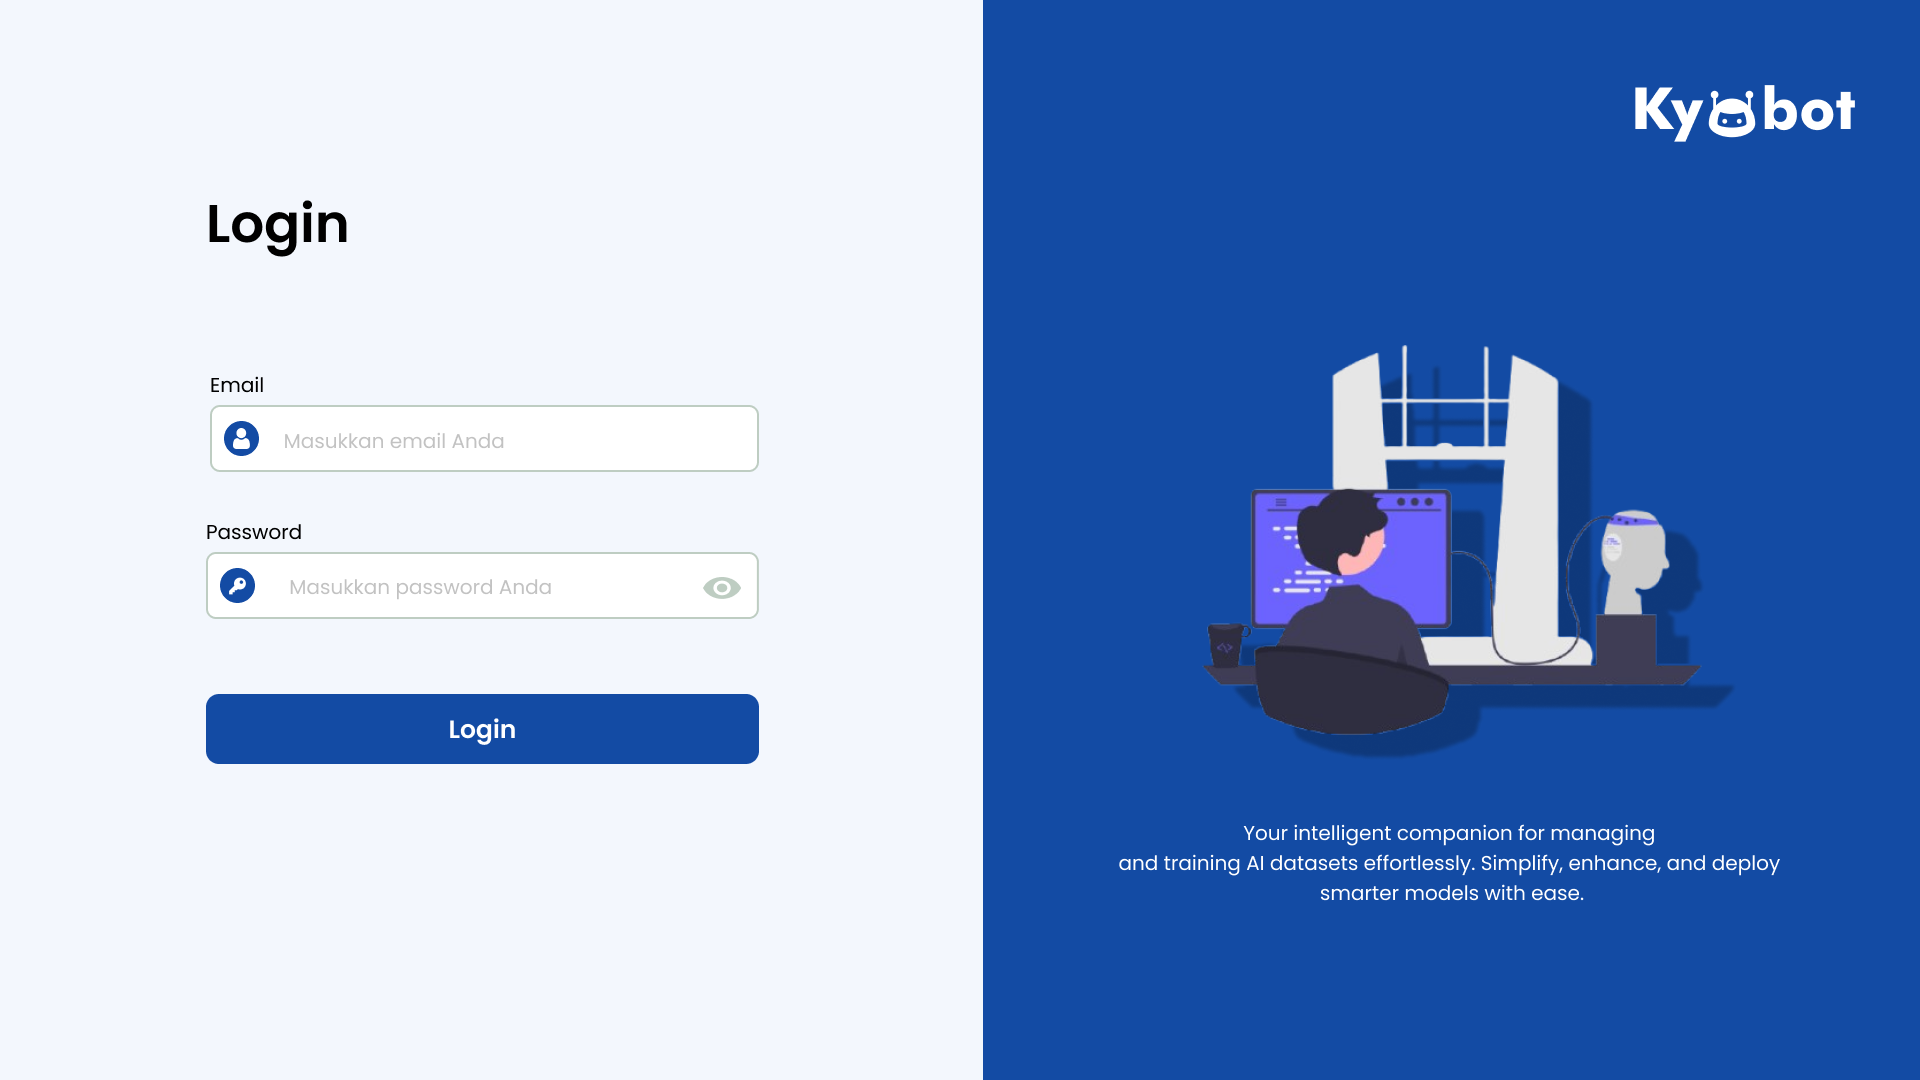 Login
Email
Masukkan email Anda
Password
Masukkan password Anda
Login
Kyobot
Your intelligent companion for managing
and training AI datasets effortlessly. Simplify, enhance, and deploy
smarter models with ease.